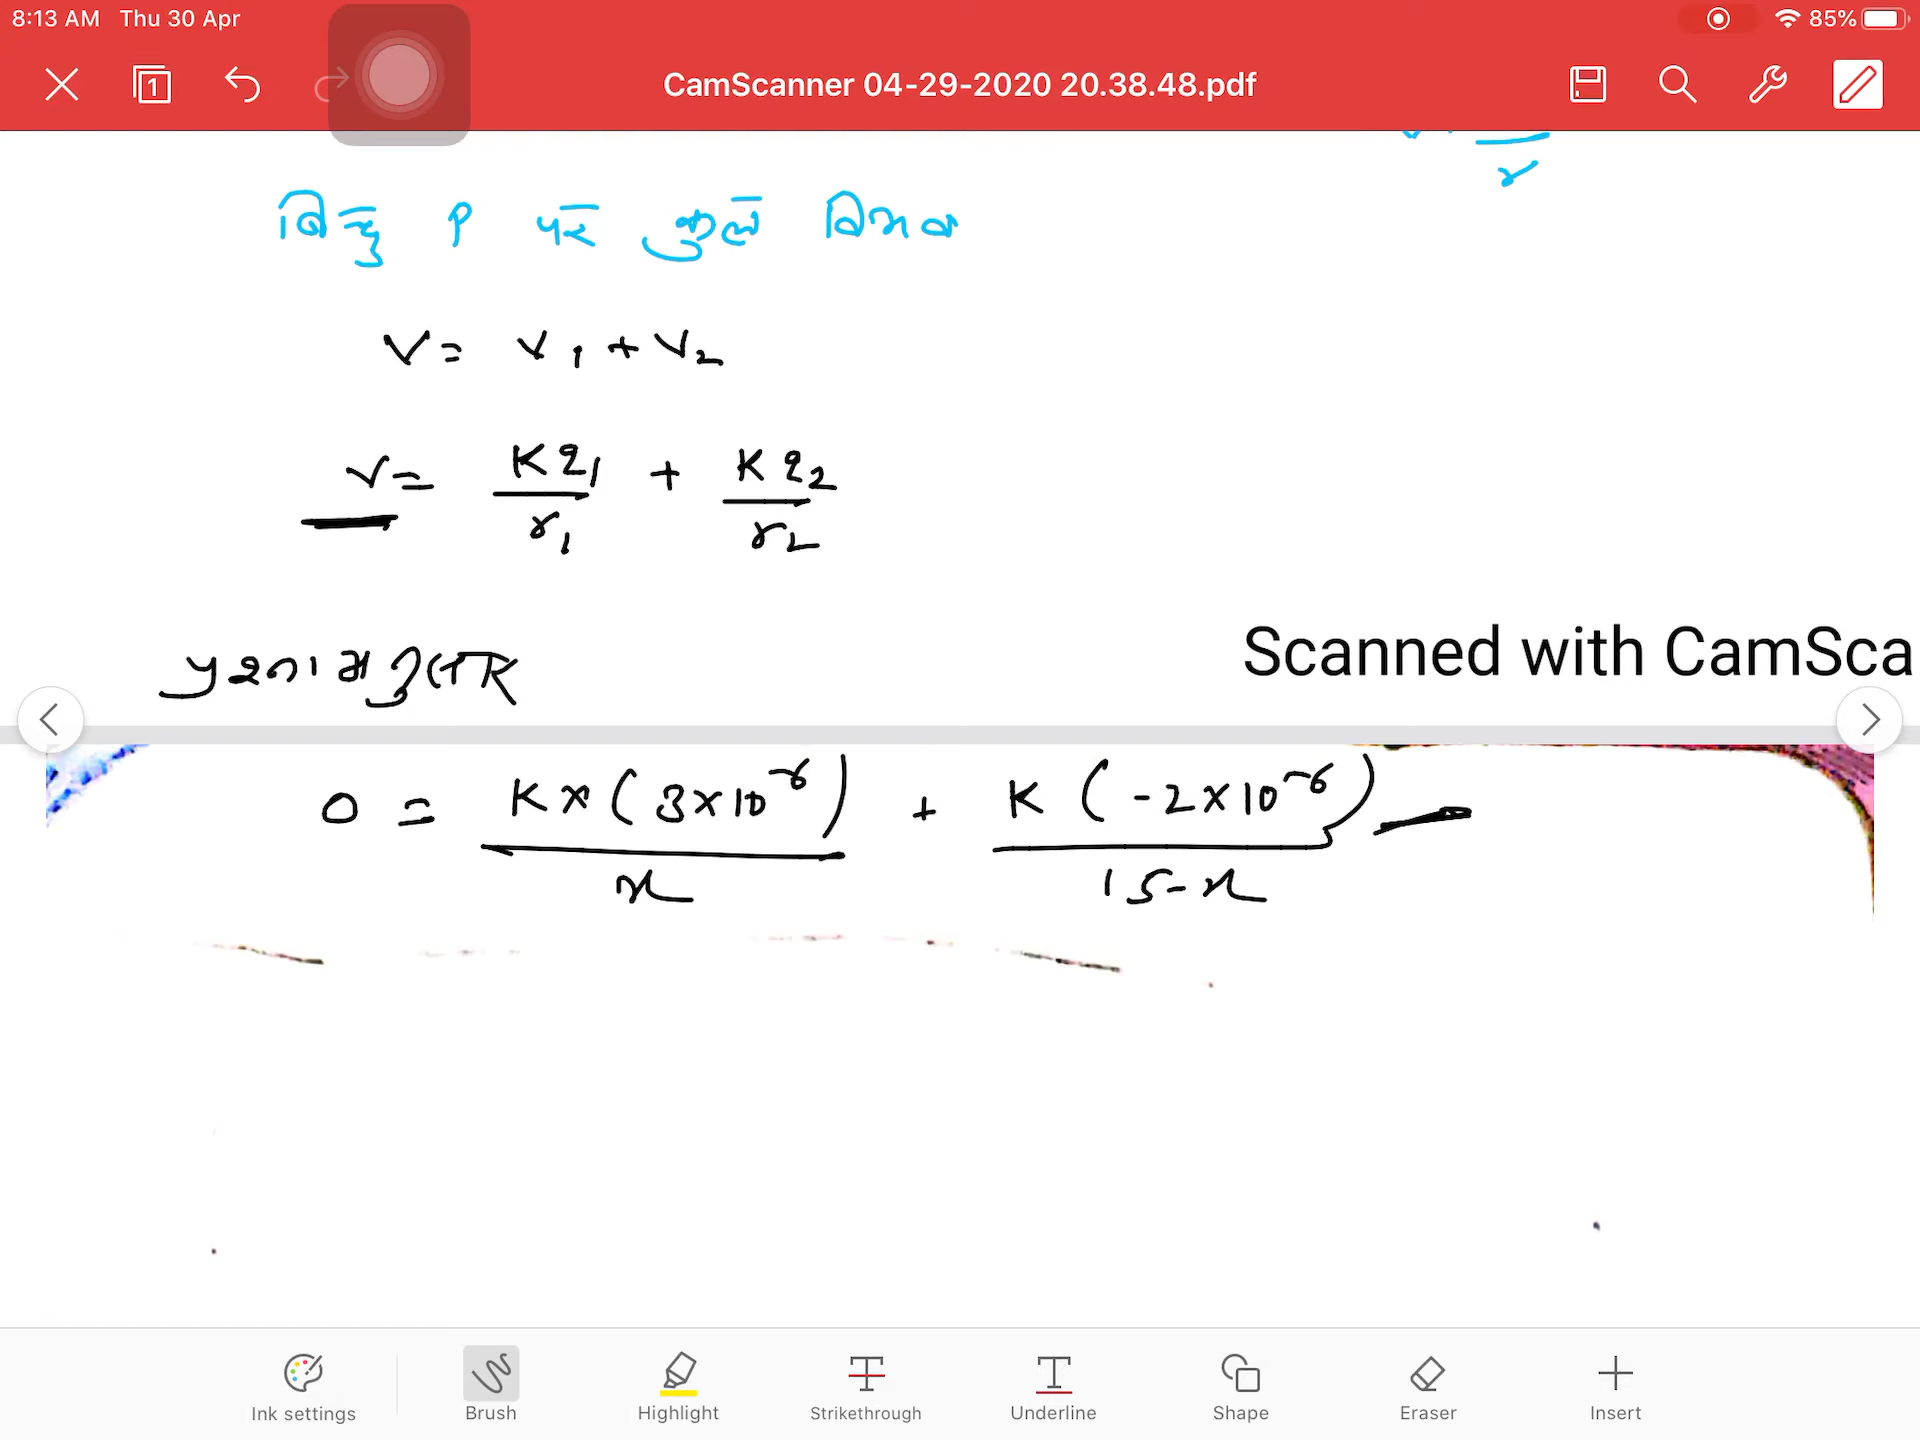 8:13 AM Thu 30 Apr 85%
1 CamScanner 04-29-2020 20.38.48.pdf
r
बिन्दु P पर कुल विभव
V = V₁ + V₂
V = Kq₁/r₁ + Kq₂/r₂
प्रश्नानुसार
Scanned with CamSca
0 = K × (3×10⁻⁶)/x + K (-2×10⁻⁶)/15-x
Ink settings Brush Highlight Strikethrough Underline Shape Eraser Insert